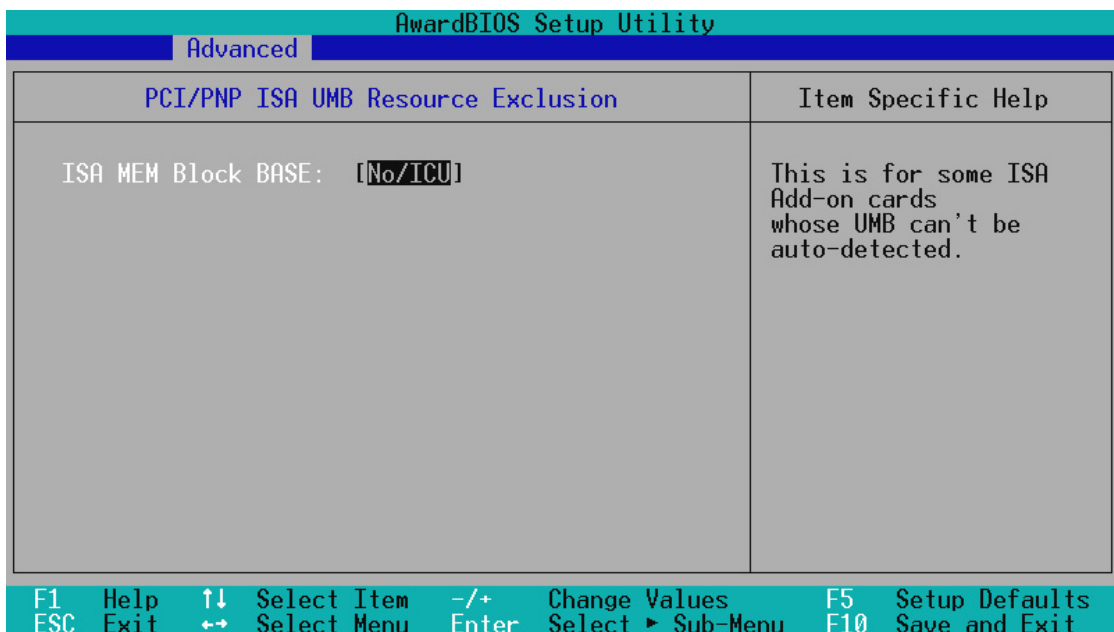 AwardBIOS Setup Utility
Advanced
PCI/PNP ISA UMB Resource Exclusion
Item Specific Help
ISA MEM Block BASE: [No/ICU]
This is for some ISA
Add-on cards
whose UMB can't be
auto-detected.
F1 Help ↑↓ Select Item -/+ Change Values F5 Setup Defaults
ESC Exit ←→ Select Menu Enter Select ► Sub-Menu F10 Save and Exit